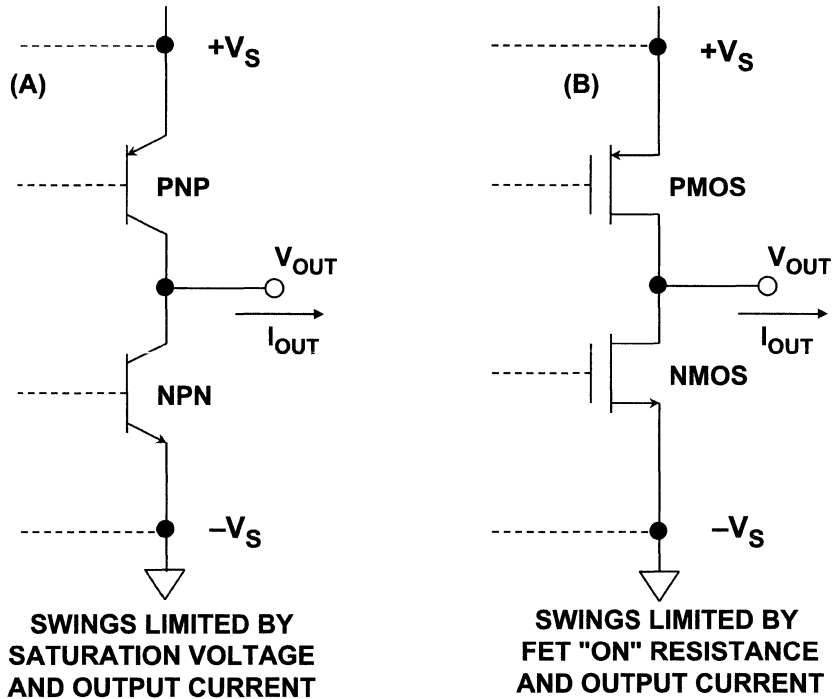 (A)
+VS
PNP
VOUT
IOUT
NPN
–VS
SWINGS LIMITED BY
SATURATION VOLTAGE
AND OUTPUT CURRENT
(B)
+VS
PMOS
VOUT
IOUT
NMOS
–VS
SWINGS LIMITED BY
FET "ON" RESISTANCE
AND OUTPUT CURRENT